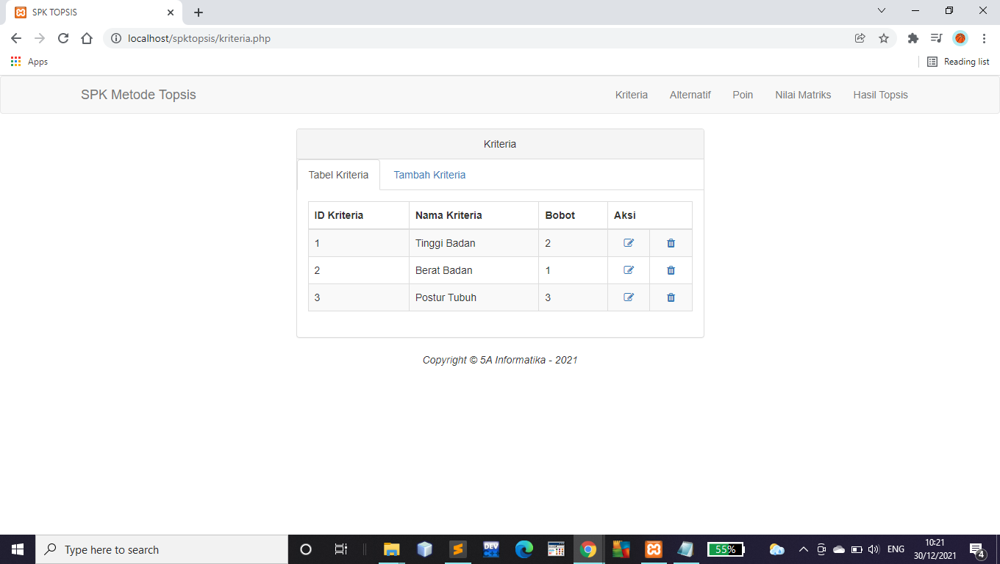 SPK TOPSIS
localhost/spktopsis/kriteria.php
Apps
Reading list
SPK Metode Topsis Kriteria Alternatif Poin Nilai Matriks Hasil Topsis
Kriteria
Tabel Kriteria Tambah Kriteria
ID Kriteria Nama Kriteria Bobot Aksi
1 Tinggi Badan 2
2 Berat Badan 1
3 Postur Tubuh 3
Copyright © 5A Informatika - 2021
Type here to search
DEV
55%
ENG
10:21
30/12/2021
4